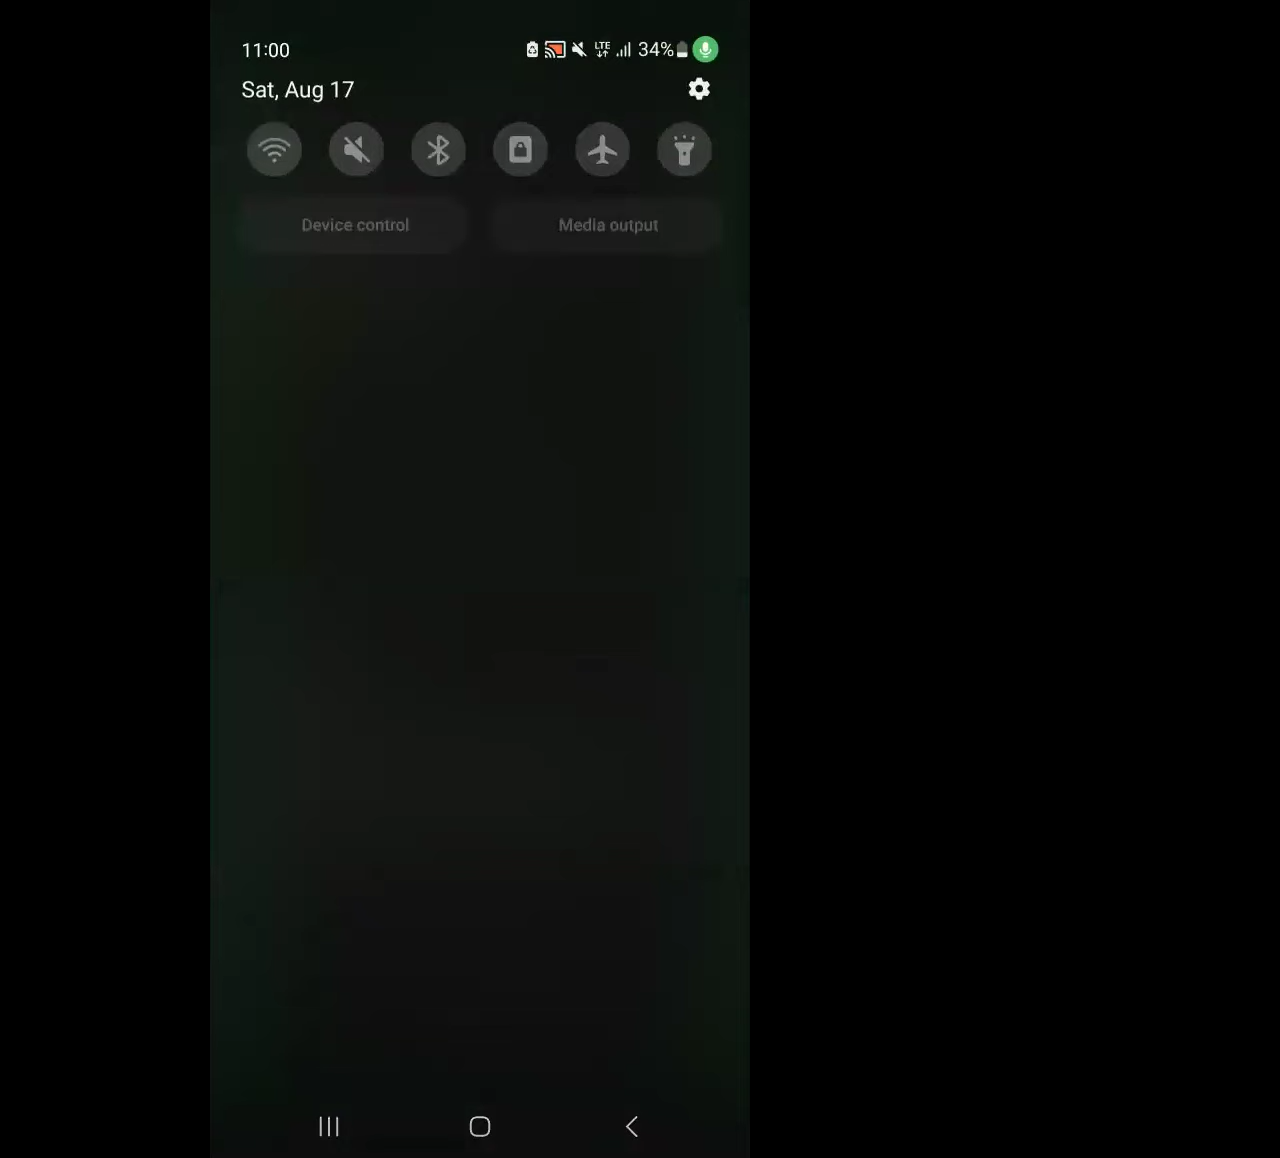 11:00 LTE 34%
Sat, Aug 17
Device control Media output